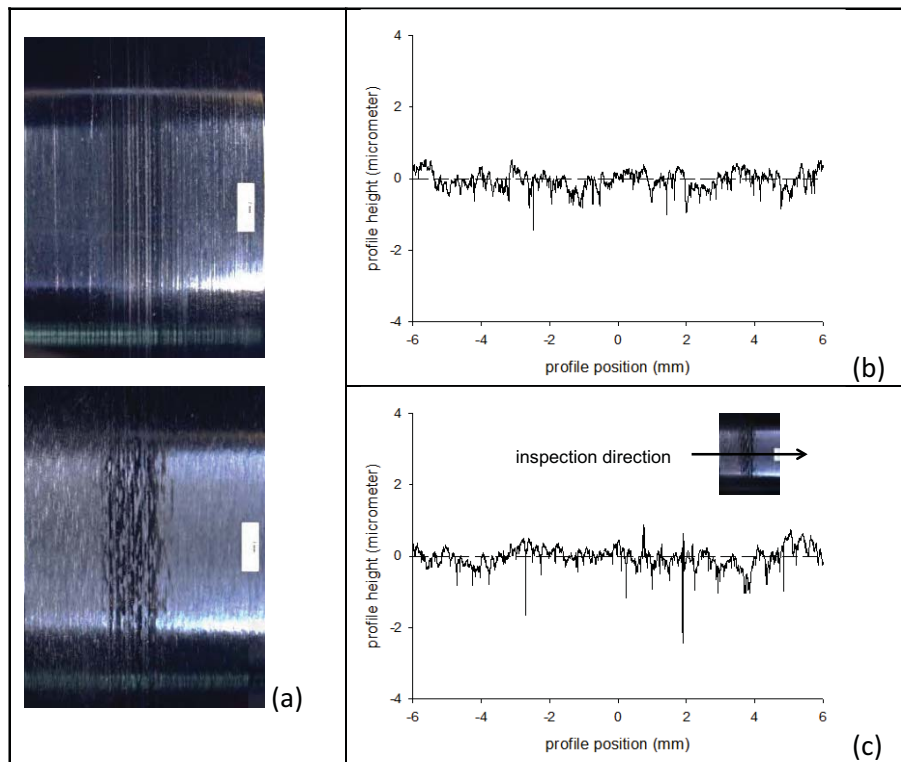 4
2
0
-2
-4
-6 -4 -2 0 2 4 6
profile height (micrometer)
profile position (mm)
(b)
(a)
4
2
0
-2
-4
-6 -4 -2 0 2 4 6
inspection direction
profile height (micrometer)
profile position (mm)
(c)